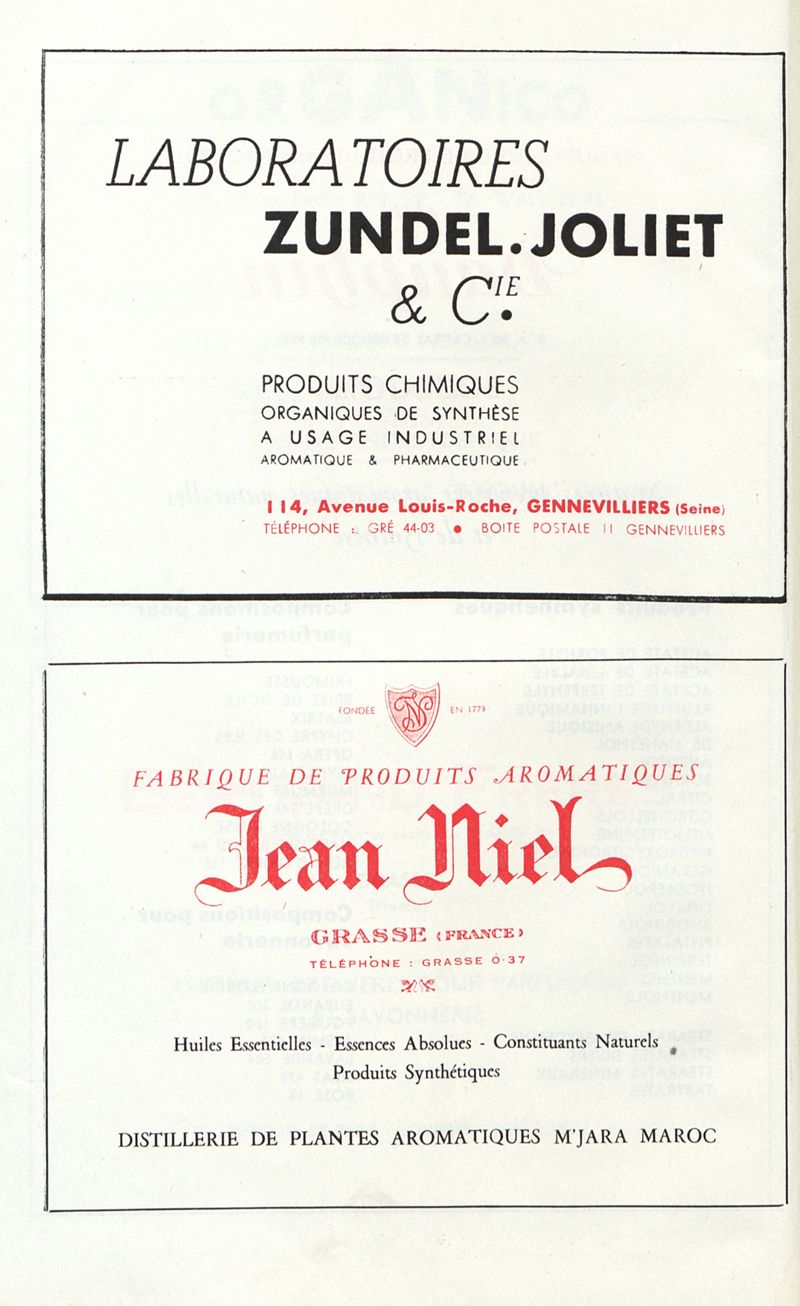 LABORATOIRES
ZUNDEL.JOLIET
& CIE.
PRODUITS CHIMIQUES
ORGANIQUES DE SYNTHÈSE
A USAGE INDUSTRIEL
AROMATIQUE & PHARMACEUTIQUE
114, Avenue Louis-Roche, GENNEVILLIERS (Seine)
TÉLÉPHONE : GRÉ 44-03 • BOITE POSTALE 11 GENNEVILLIERS
FONDÉE EN 1779
FABRIQUE DE PRODUITS AROMATIQUES
Jean Niel
GRASSE (FRANCE)
TÉLÉPHONE : GRASSE 0-37
Huiles Essentielles - Essences Absolues - Constituants Naturels
Produits Synthétiques
DISTILLERIE DE PLANTES AROMATIQUES M'JARA MAROC